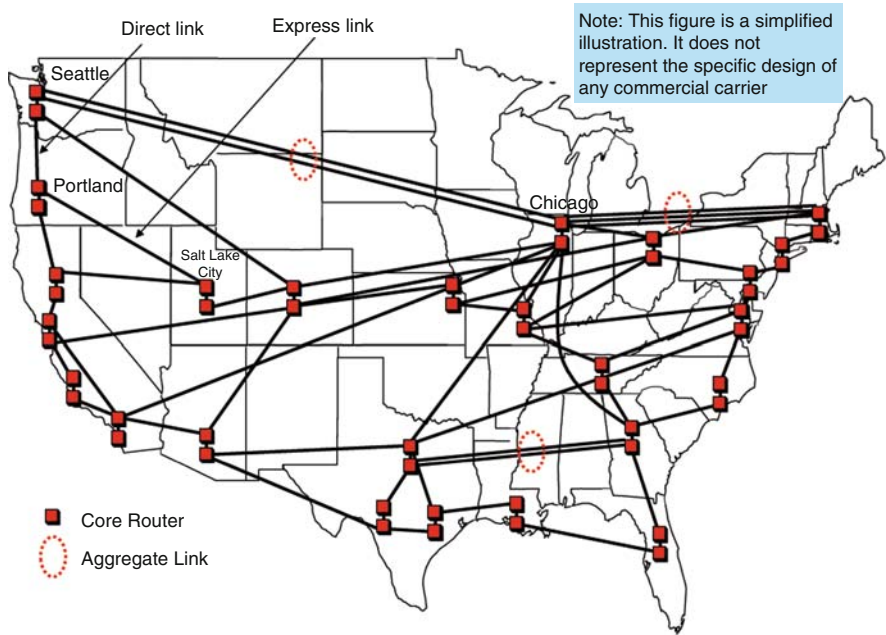 Direct link
Express link
Note: This figure is a simplified
illustration. It does not
represent the specific design of
any commercial carrier
Seattle
Portland
Chicago
Salt Lake
City
Core Router
Aggregate Link